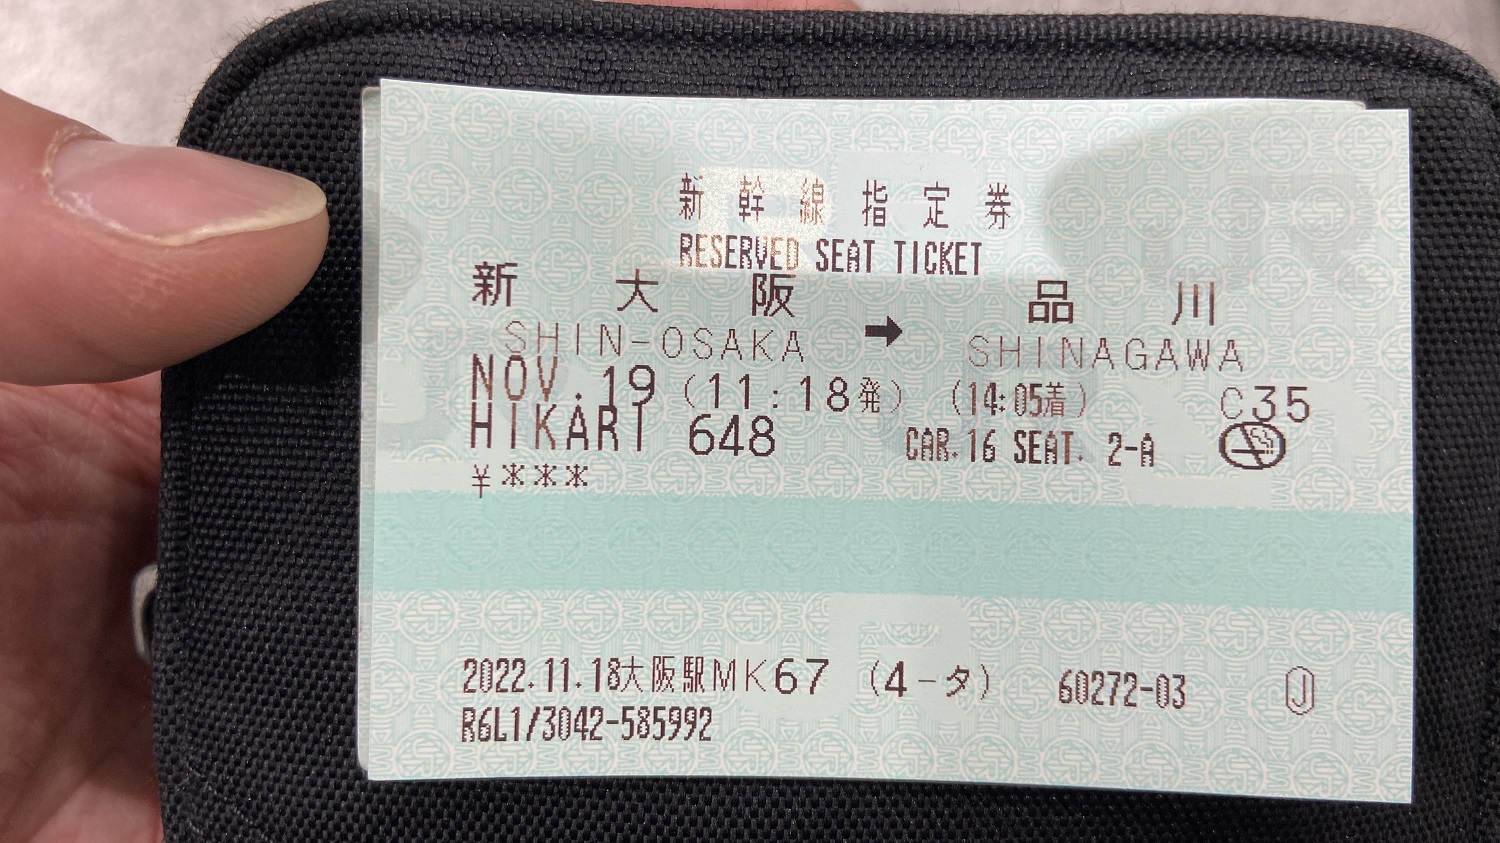 新幹線指定券
RESERVED SEAT TICKET
新大阪 → 品川
SHIN-OSAKA SHINAGAWA
NOV.19 (11:18発) (14:05着) C35
HIKARI 648 CAR.16 SEAT. 2-A
¥***
2022.11.18大阪駅MK67 (4-タ) 60272-03 Ⓙ
R6L1/3042-585992